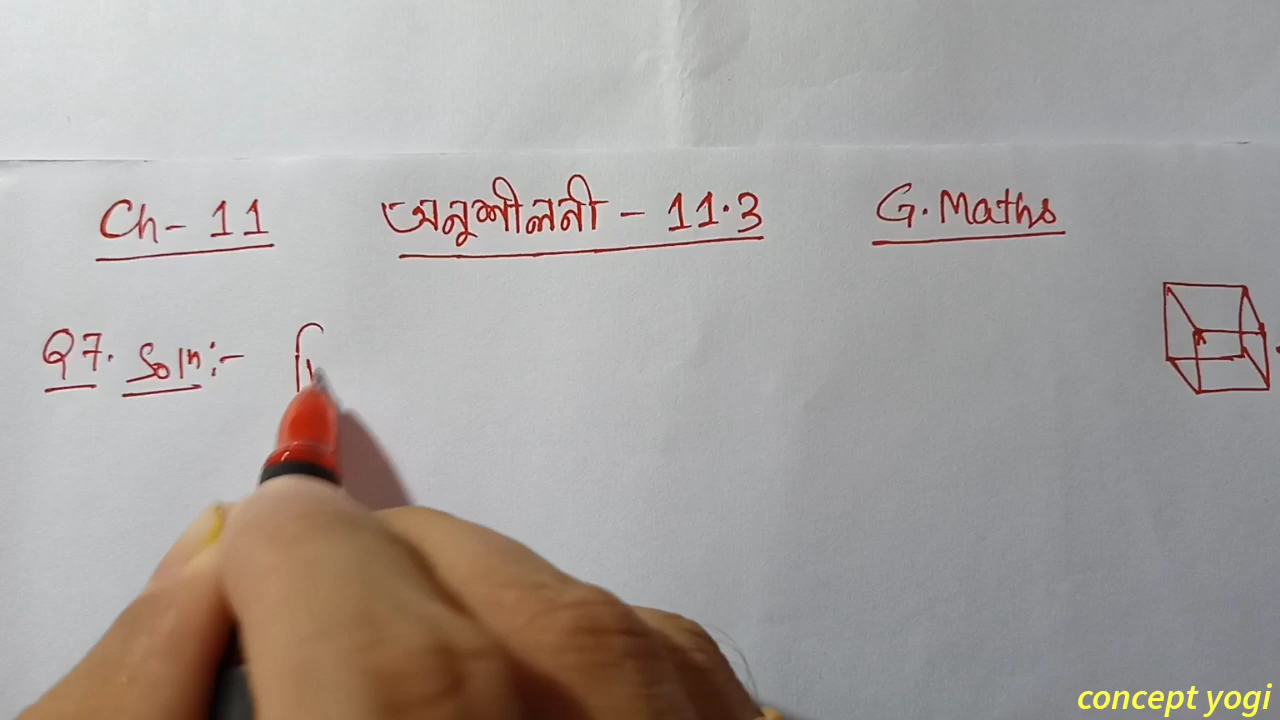 Ch - 11 অনুশীলনী - 11.3 G. Maths
Q7. Soln :-
concept yogi